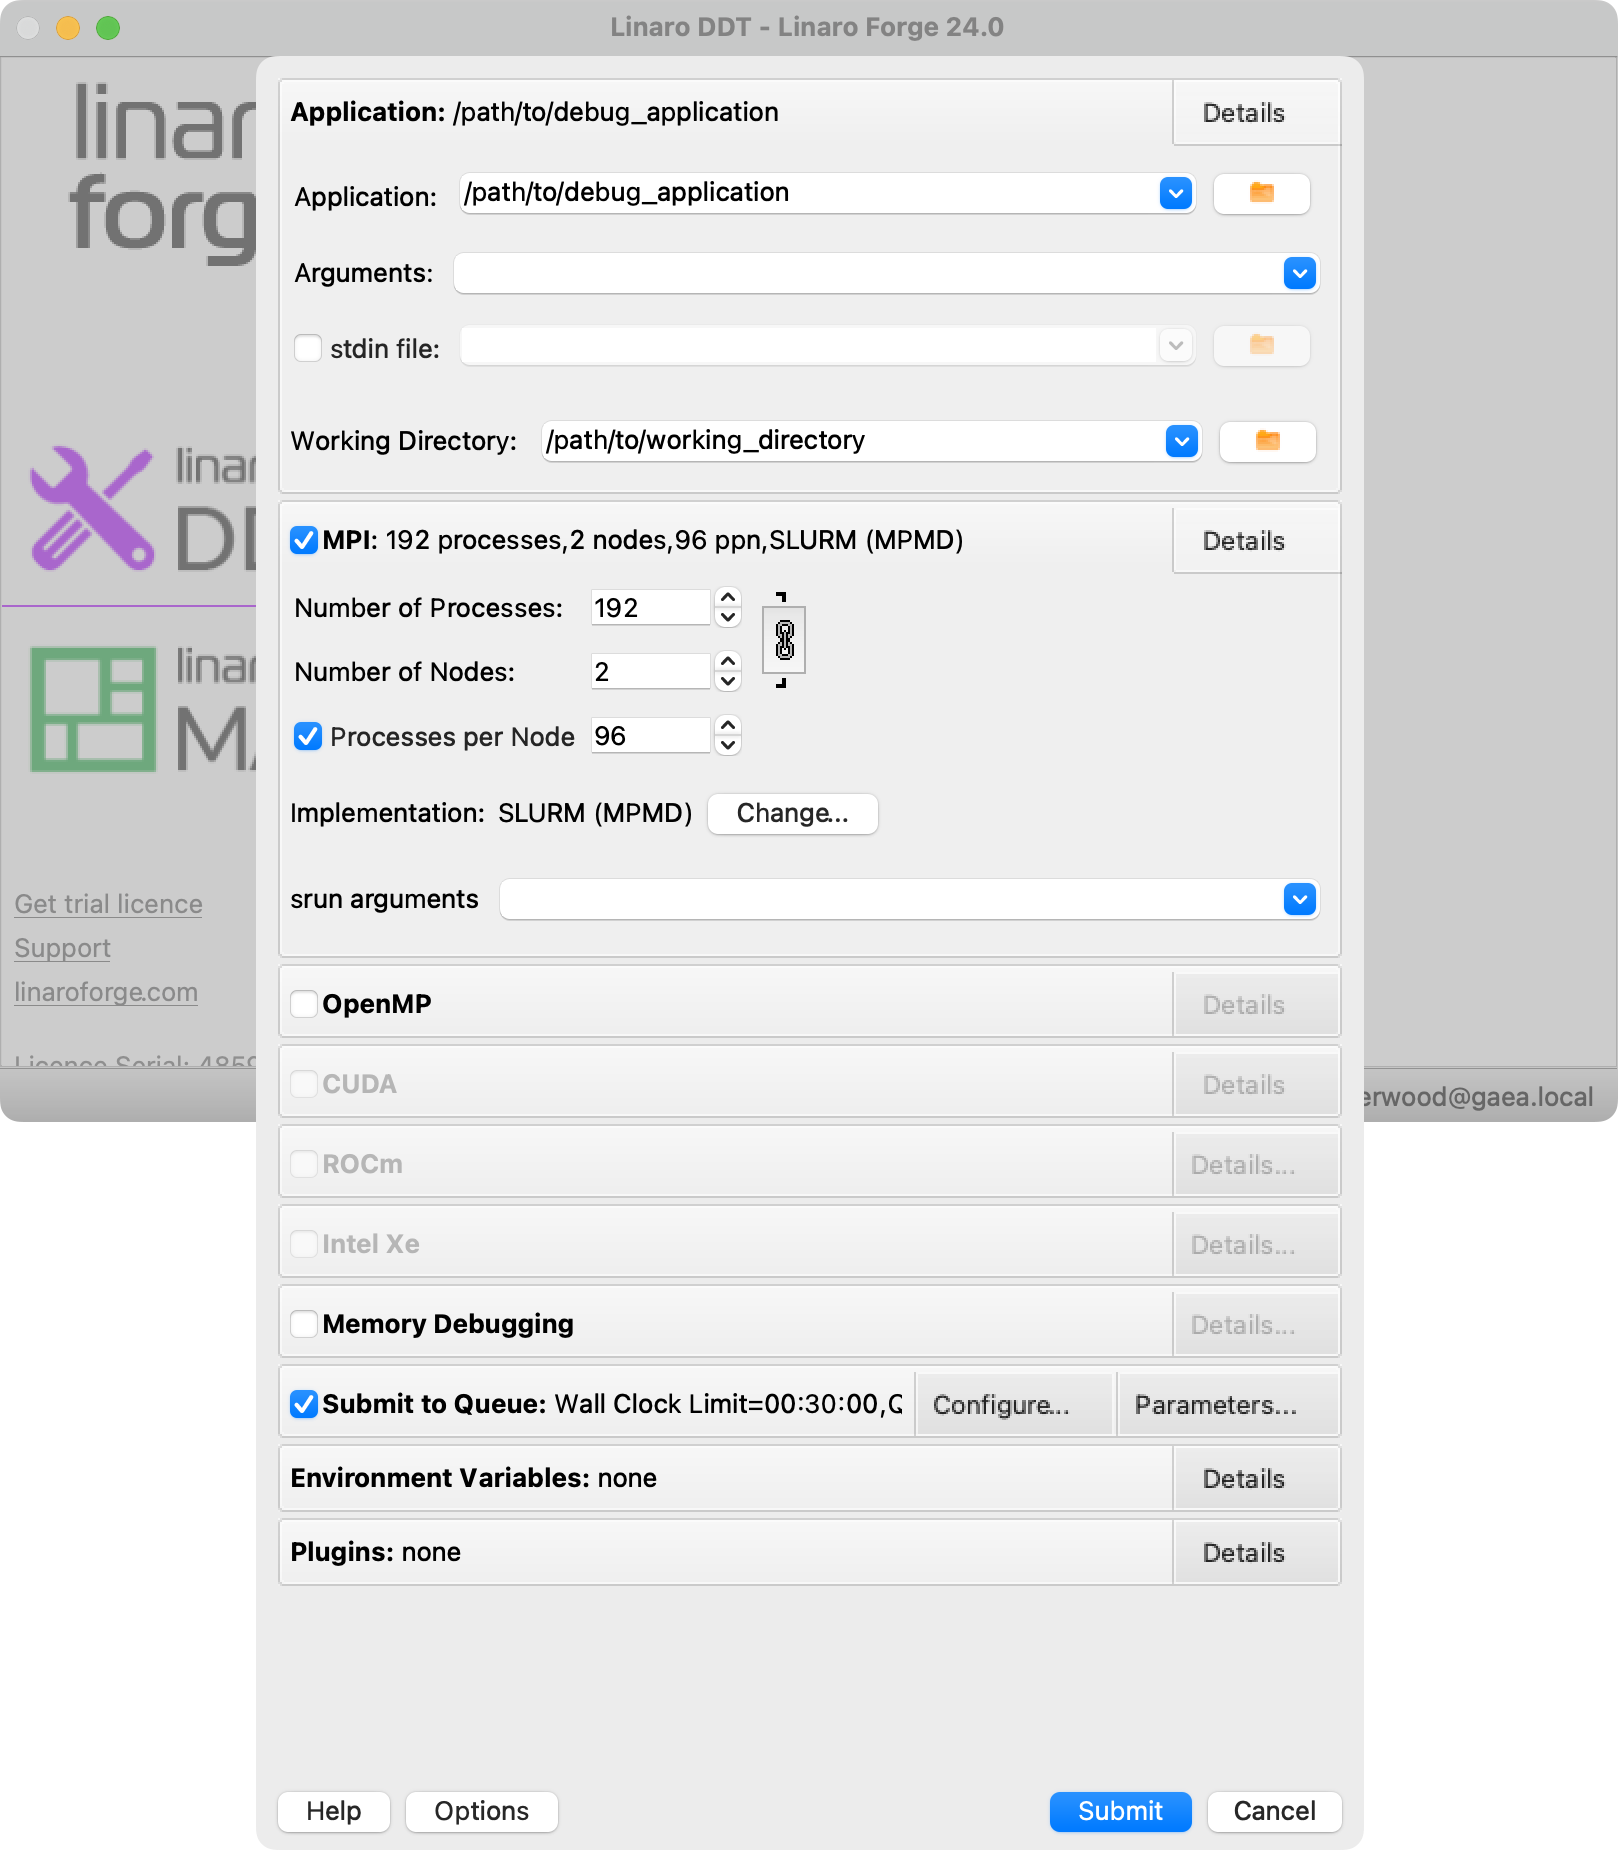 Linaro DDT - Linaro Forge 24.0
linar
forg
Application: /path/to/debug_application
Details
Application: /path/to/debug_application
Arguments:
stdin file:
Working Directory: /path/to/working_directory
linar
DD
MPI: 192 processes,2 nodes,96 ppn,SLURM (MPMD)
Details
Number of Processes: 192
Number of Nodes: 2
Processes per Node 96
linar
MA
Implementation: SLURM (MPMD) Change...
srun arguments
Get trial licence
Support
linaroforge.com
Licence Serial: 4859
OpenMP
Details
CUDA
Details
erwood@gaea.local
ROCm
Details...
Intel Xe
Details...
Memory Debugging
Details...
Submit to Queue: Wall Clock Limit=00:30:00,Q
Configure...
Parameters...
Environment Variables: none
Details
Plugins: none
Details
Help
Options
Submit
Cancel